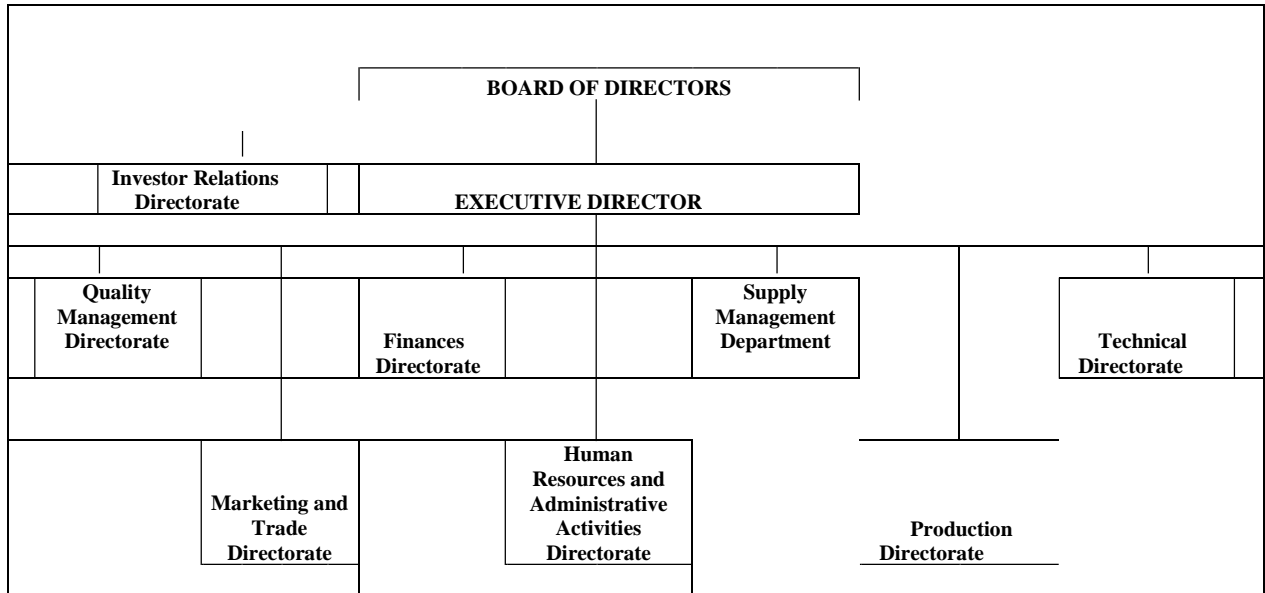 BOARD OF DIRECTORS
Investor Relations
Directorate
EXECUTIVE DIRECTOR
Quality
Management
Directorate
Finances
Directorate
Supply
Management
Department
Technical
Directorate
Marketing and
Trade
Directorate
Human
Resources and
Administrative
Activities
Directorate
Production
Directorate